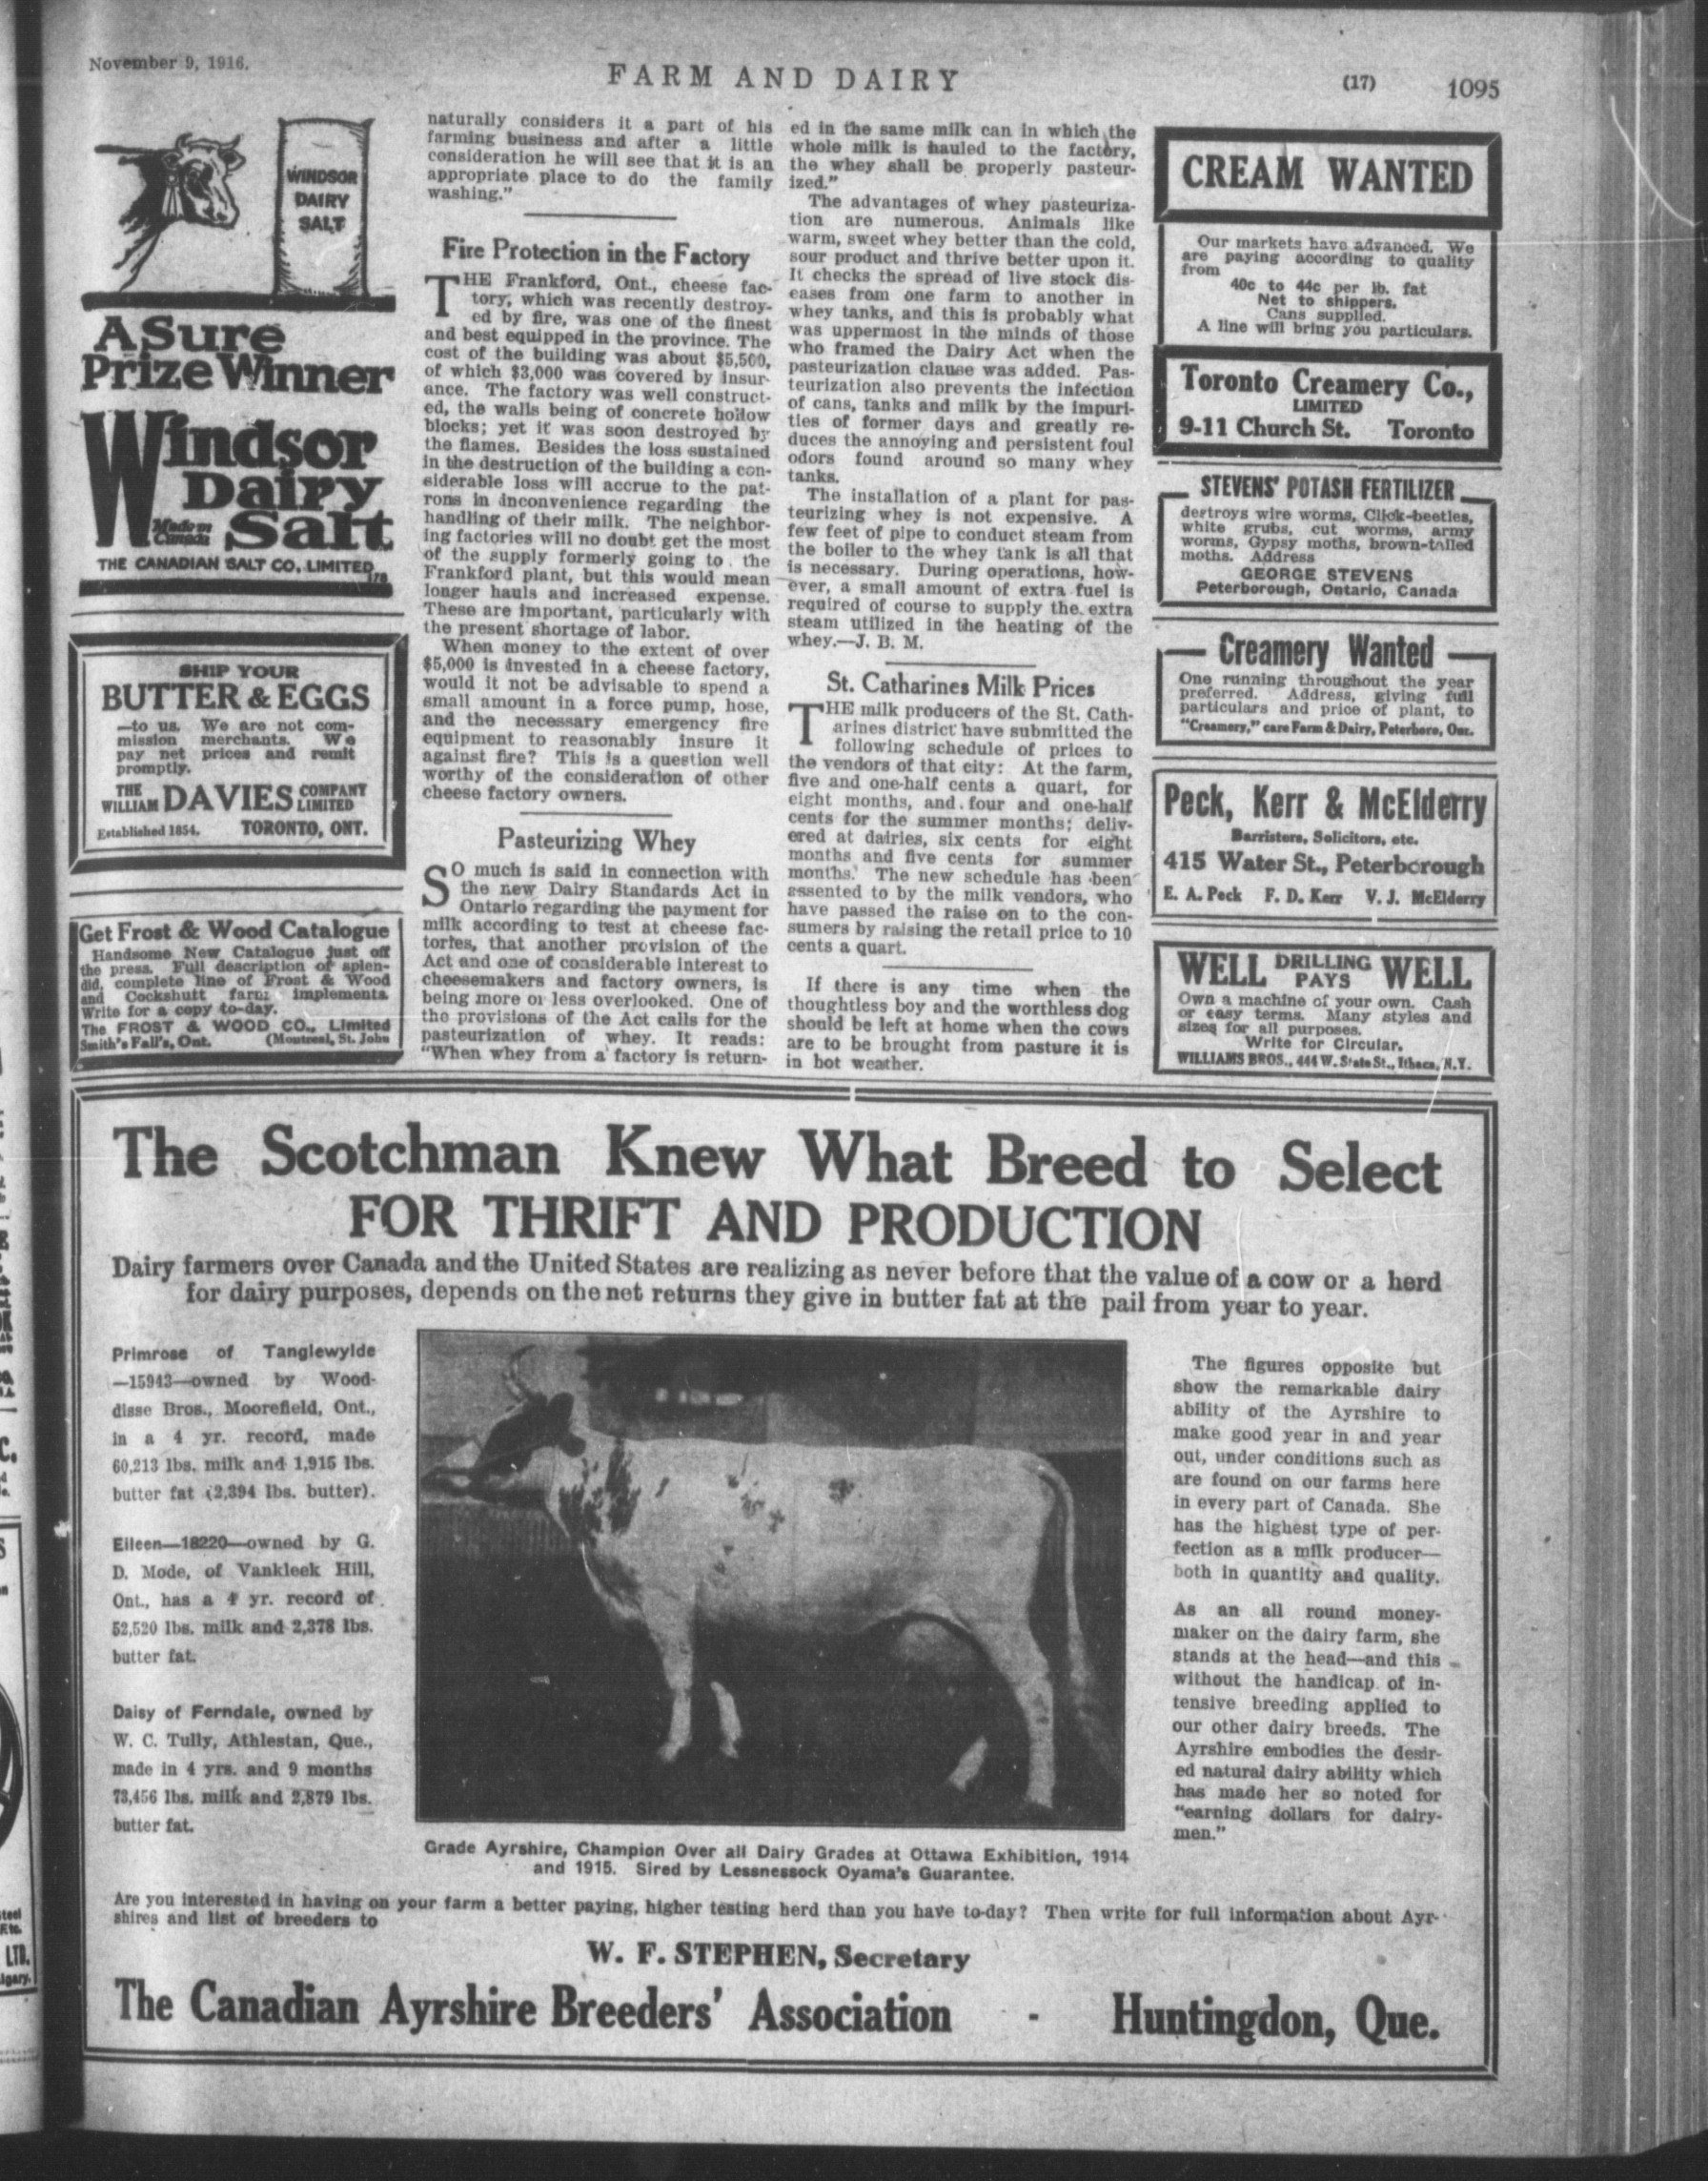 November 9, 1916.
FARM AND DAIRY
(17)
1095
WINDSOR
DAIRY
SALT
A Sure
Prize Winner
Windsor
Dairy
Made in
Canada
Salt
THE CANADIAN SALT CO. LIMITED
SHIP YOUR
BUTTER & EGGS
—to us. We are not com-
mission merchants. We
pay net prices and remit
promptly.
THE WILLIAM DAVIES COMPANY LIMITED
Established 1854. TORONTO, ONT.
Get Frost & Wood Catalogue
Handsome New Catalogue just off
the press. Full description of splen-
did, complete line of Frost & Wood
and Cockshutt farm implements.
Write for a copy to-day.
The FROST & WOOD CO., Limited
Smith's Fall's, Ont. (Montreal, St. John
naturally considers it a part of his
farming business and after a little
consideration he will see that it is an
appropriate place to do the family
washing."
Fire Protection in the Factory
THE Frankford, Ont., cheese fac-
tory, which was recently destroy-
ed by fire, was one of the finest
and best equipped in the province. The
cost of the building was about $5,500,
of which $3,000 was covered by insur-
ance. The factory was well construct-
ed, the walls being of concrete hollow
blocks; yet it was soon destroyed by
the flames. Besides the loss sustained
in the destruction of the building a con-
siderable loss will accrue to the pat-
rons in inconvenience regarding the
handling of their milk. The neighbor-
ing factories will no doubt get the most
of the supply formerly going to the
Frankford plant, but this would mean
longer hauls and increased expense.
These are important, particularly with
the present shortage of labor.
When money to the extent of over
$5,000 is invested in a cheese factory,
would it not be advisable to spend a
small amount in a force pump, hose,
and the necessary emergency fire
equipment to reasonably insure it
against fire? This is a question well
worthy of the consideration of other
cheese factory owners.
Pasteurizing Whey
SO much is said in connection with
the new Dairy Standards Act in
Ontario regarding the payment for
milk according to test at cheese fac-
tories, that another provision of the
Act and one of considerable interest to
cheesemakers and factory owners, is
being more or less overlooked. One of
the provisions of the Act calls for the
pasteurization of whey. It reads:
"When whey from a factory is return-
ed in the same milk can in which the
whole milk is hauled to the factory,
the whey shall be properly pasteur-
ized."
The advantages of whey pasteuriza-
tion are numerous. Animals like
warm, sweet whey better than the cold,
sour product and thrive better upon it.
It checks the spread of live stock dis-
eases from one farm to another in
whey tanks, and this is probably what
was uppermost in the minds of those
who framed the Dairy Act when the
pasteurization clause was added. Pas-
teurization also prevents the infection
of cans, tanks and milk by the impuri-
ties of former days and greatly re-
duces the annoying and persistent foul
odors found around so many whey
tanks.
The installation of a plant for pas-
teurizing whey is not expensive. A
few feet of pipe to conduct steam from
the boiler to the whey tank is all that
is necessary. During operations, how-
ever, a small amount of extra fuel is
required of course to supply the extra
steam utilized in the heating of the
whey.—J. B. M.
St. Catharines Milk Prices
THE milk producers of the St. Cath-
arines district have submitted the
following schedule of prices to
the vendors of that city: At the farm,
five and one-half cents a quart, for
eight months, and four and one-half
cents for the summer months; deliv-
ered at dairies, six cents for eight
months and five cents for summer
months. The new schedule has been
assented to by the milk vendors, who
have passed the raise on to the con-
sumers by raising the retail price to 10
cents a quart.
If there is any time when the
thoughtless boy and the worthless dog
should be left at home when the cows
are to be brought from pasture it is
in hot weather.
CREAM WANTED
Our markets have advanced. We
are paying according to quality
from
40c to 44c per lb. fat
Net to shippers.
Cans supplied.
A line will bring you particulars.
Toronto Creamery Co.,
LIMITED
9-11 Church St. Toronto
STEVENS' POTASH FERTILIZER
destroys wire worms, Click-beetles,
white grubs, cut worms, army
worms, Gypsy moths, brown-tailed
moths. Address
GEORGE STEVENS
Peterborough, Ontario, Canada
Creamery Wanted
One running throughout the year
preferred. Address, giving full
particulars and price of plant, to
"Creamery," care Farm & Dairy, Peterboro, Ont.
Peck, Kerr & McElderry
Barristers, Solicitors, etc.
415 Water St., Peterborough
E. A. Peck F. D. Kerr V. J. McElderry
WELL DRILLING PAYS WELL
Own a machine of your own. Cash
or easy terms. Many styles and
sizes for all purposes.
Write for Circular.
WILLIAMS BROS., 444 W. State St., Ithaca, N.Y.
The Scotchman Knew What Breed to Select
FOR THRIFT AND PRODUCTION
Dairy farmers over Canada and the United States are realizing as never before that the value of a cow or a herd
for dairy purposes, depends on the net returns they give in butter fat at the pail from year to year.
Primrose of Tanglewylde
—15943—owned by Wood-
disse Bros., Moorefield, Ont.,
in a 4 yr. record, made
60,213 lbs. milk and 1,915 lbs.
butter fat (2,394 lbs. butter).
Eileen—18220—owned by G.
D. Mode, of Vankleek Hill,
Ont., has a 4 yr. record of
52,520 lbs. milk and 2,378 lbs.
butter fat.
Daisy of Ferndale, owned by
W. C. Tully, Athlestan, Que.,
made in 4 yrs. and 9 months
73,456 lbs. milk and 2,879 lbs.
butter fat.
Grade Ayrshire, Champion Over all Dairy Grades at Ottawa Exhibition, 1914
and 1915. Sired by Lessnessock Oyama's Guarantee.
The figures opposite but
show the remarkable dairy
ability of the Ayrshire to
make good year in and year
out, under conditions such as
are found on our farms here
in every part of Canada. She
has the highest type of per-
fection as a milk producer—
both in quantity and quality.
As an all round money-
maker on the dairy farm, she
stands at the head—and this
without the handicap of in-
tensive breeding applied to
our other dairy breeds. The
Ayrshire embodies the desir-
ed natural dairy ability which
has made her so noted for
"earning dollars for dairy-
men."
Are you interested in having on your farm a better paying, higher testing herd than you have to-day? Then write for full information about Ayr-
shires and list of breeders to
W. F. STEPHEN, Secretary
The Canadian Ayrshire Breeders' Association - Huntingdon, Que.